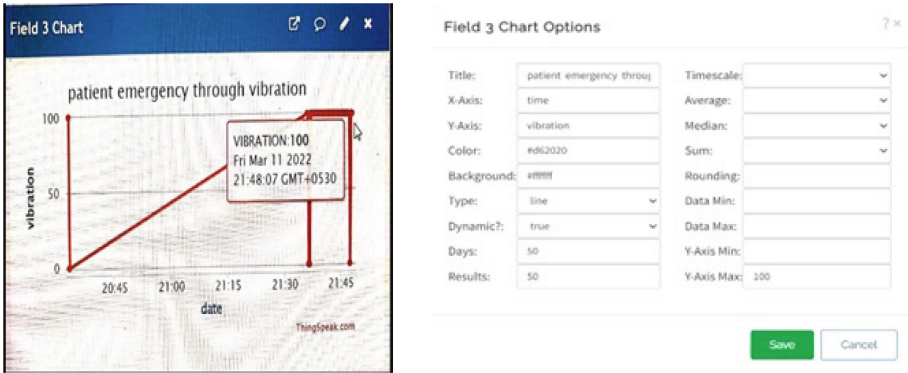 Field 3 Chart
patient emergency through vibration
100
50
0
vibration
VIBRATION:100
Fri Mar 11 2022
21:48:07 GMT+0530
20:45 21:00 21:15 21:30 21:45
date
ThingSpeak.com
Field 3 Chart Options
? ×
Title: patient emergency throug
X-Axis: time
Y-Axis: vibration
Color: #d62020
Background: #ffffff
Type: line
Dynamic?: true
Days: 50
Results: 50
Timescale:
Average:
Median:
Sum:
Rounding:
Data Min:
Data Max:
Y-Axis Min:
Y-Axis Max: 100
Save Cancel